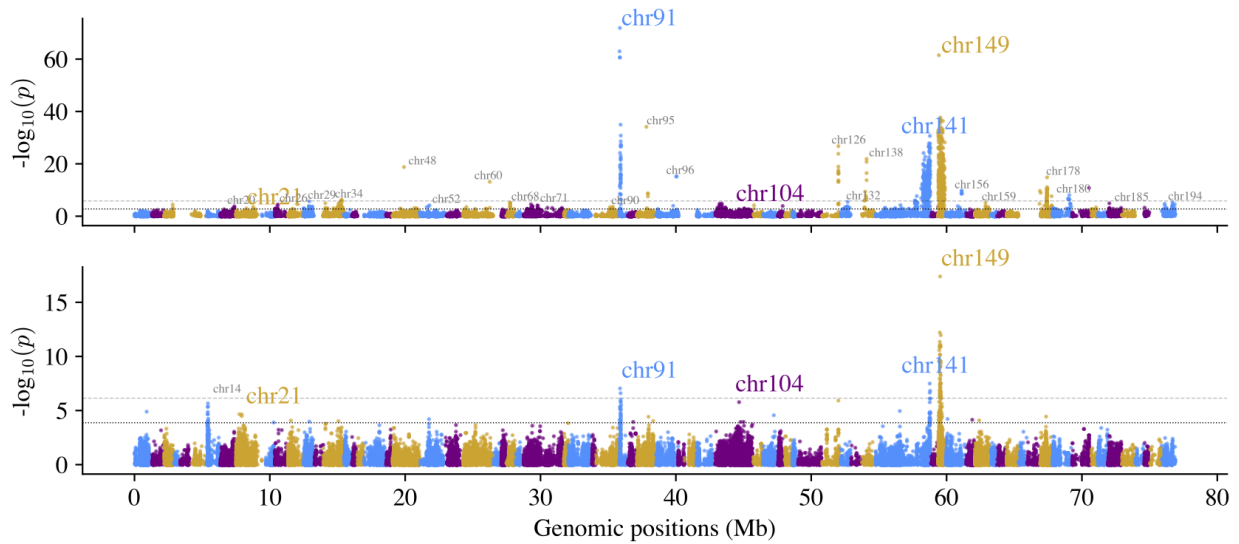 chr91
chr149
60
chr95
chr141
40
chr126
-log₁₀(p)
chr138
chr48
20
chr60
chr96
chr178
chr21
chr29
chr34
chr104
chr156
chr180
chr26
chr52
chr68
chr71
chr90
chr132
chr159
chr185
chr194
0
chr149
15
-log₁₀(p)
10
chr91
chr141
chr14
chr21
chr104
5
0
0 10 20 30 40 50 60 70 80
Genomic positions (Mb)